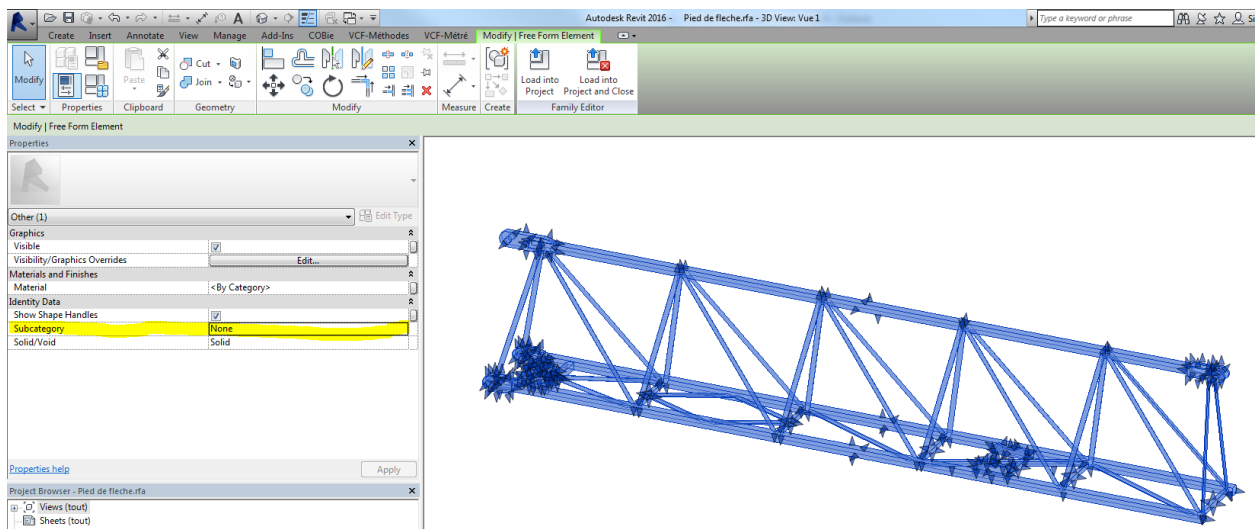 Autodesk Revit 2016 - Pied de fleche.rfa - 3D View: Vue 1
Type a keyword or phrase
Si
Create Insert Annotate View Manage Add-Ins COBie VCF-Méthodes VCF-Métré Modify | Free Form Element
Modify
Paste
Cut
Join
Load into
Project
Load into
Project and Close
Select Properties Clipboard Geometry Modify Measure Create Family Editor
Modify | Free Form Element
Properties
Other (1)
Edit Type
Graphics
Visible
Visibility/Graphics Overrides Edit...
Materials and Finishes
Material <By Category>
Identity Data
Show Shape Handles
Subcategory None
Solid/Void Solid
Properties help
Apply
Project Browser - Pied de fleche.rfa
Views (tout)
Sheets (tout)